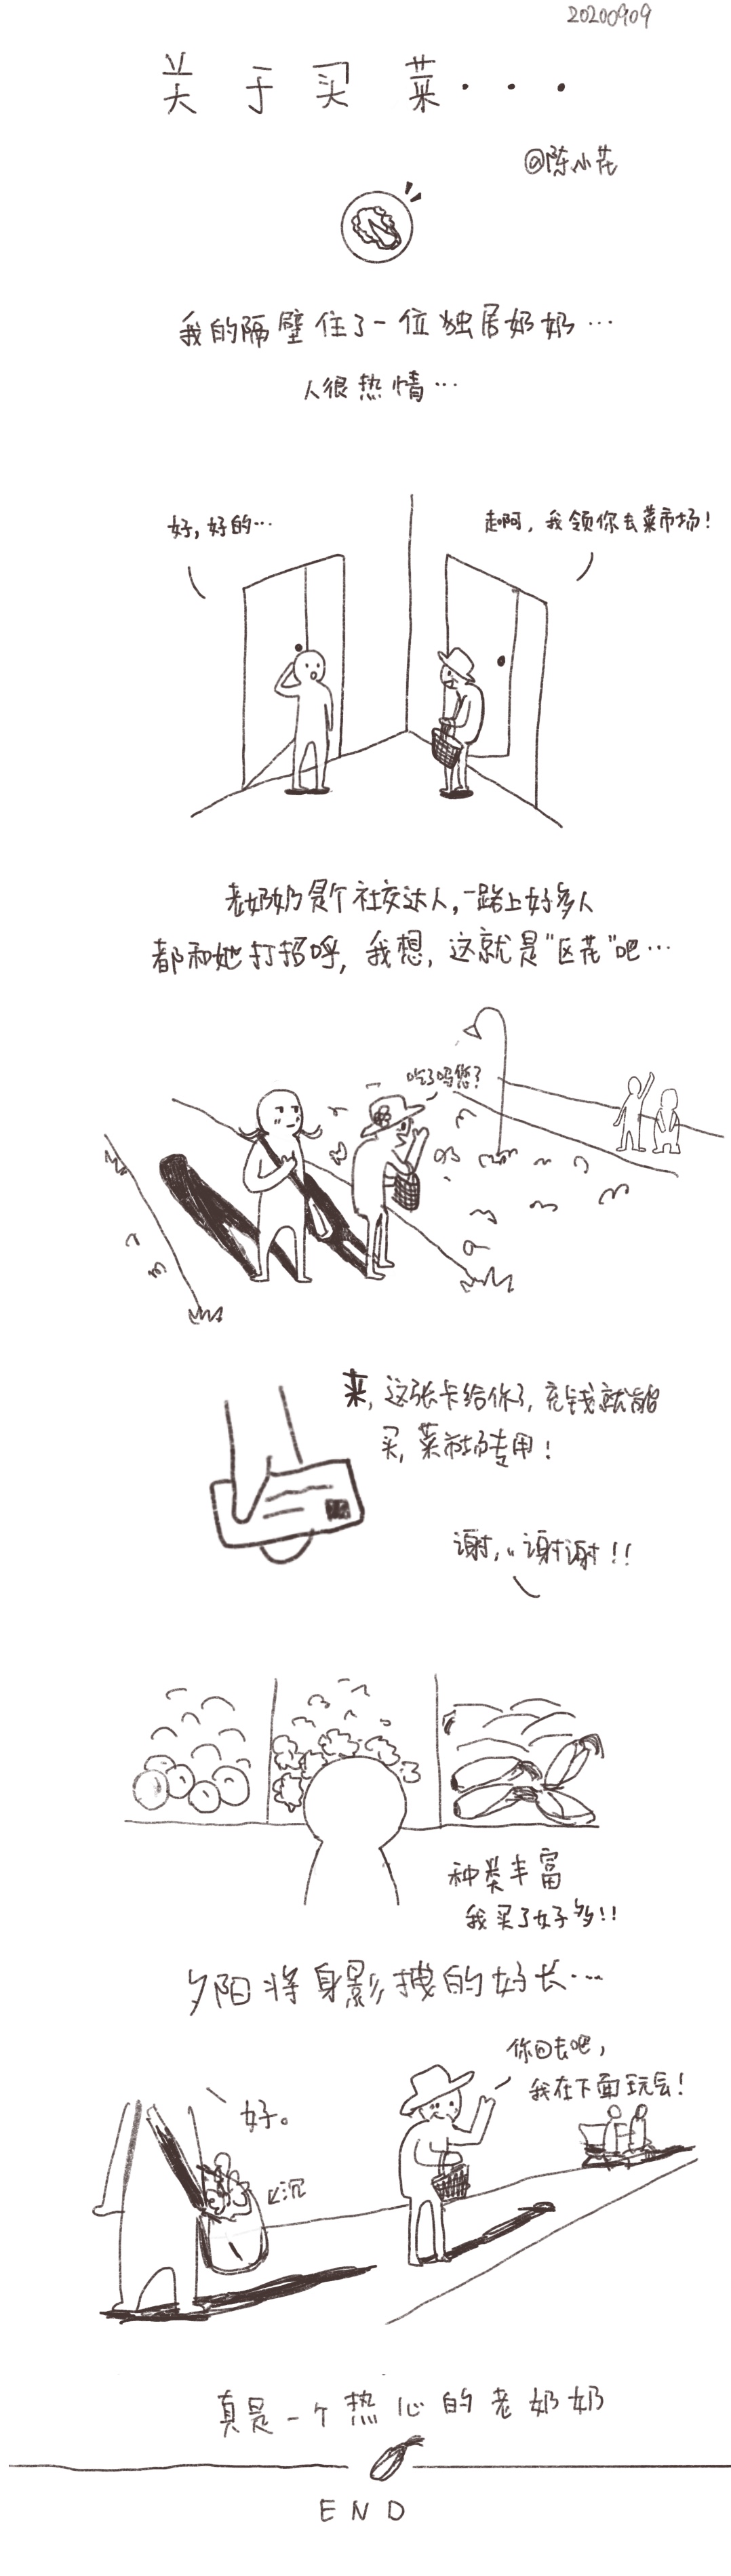 20200909
关于买菜···
@陈小花
我的隔壁住了一位独居奶奶···
人很热情···
好,好的···
走啊,我领你去菜市场!
老奶奶是个社交达人,一路上好多人
都和她打招呼,我想,这就是"区花"吧···
吃了吗您?
来,这张卡给你了,充钱就能
买,菜市场专用!
谢,..谢谢!!
种类丰富
我买了好多!!
夕阳将身影拽的好长···
你回去吧,
我在下面玩会!
好。
沉
真是一个热心的老奶奶
END